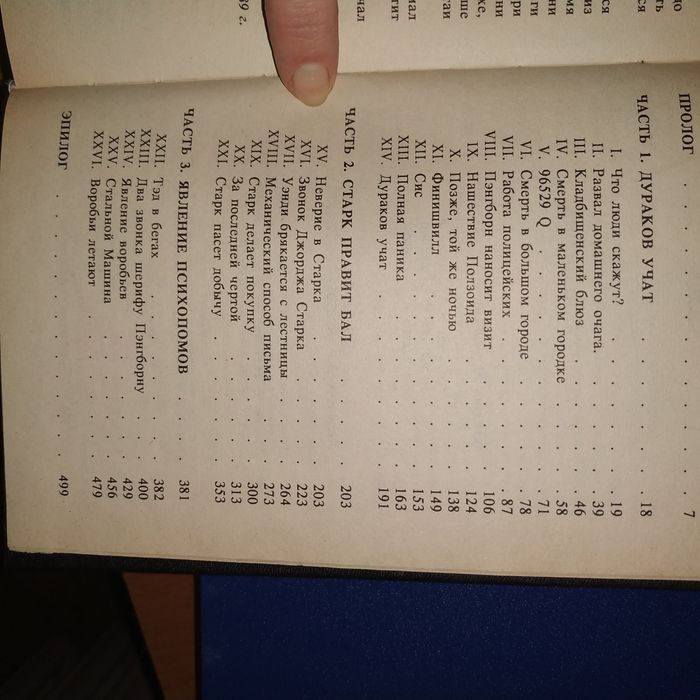 ПРОЛОГ . . . . . . . . . . . . 7
ЧАСТЬ 1. ДУРАКОВ УЧАТ . . . . . . 18
I. Что люди скажут? . . . . . . 19
II. Развал домашнего очага. . . . . . 39
III. Кладбищенский блюз . . . . . . 46
IV. Смерть в маленьком городке . . . . 58
V. 96529 Q . . . . . . . . 71
VI. Смерть в большом городе . . . . . 78
VII. Работа полицейских . . . . . . 87
VIII. Пэнгборн наносит визит . . . . . 106
IX. Нашествие Ползоида . . . . . . 124
X. Позже, той же ночью . . . . . . 138
XI. Финишвилл . . . . . . . 149
XII. Сис . . . . . . . . . 153
XIII. Полная паника . . . . . . . 163
XIV. Дураков учат . . . . . . . 191
ЧАСТЬ 2. СТАРК ПРАВИТ БАЛ . . . . . 203
XV. Неверие в Старка . . . . . . 203
XVI. Звонок Джорджа Старка . . . . . 223
XVII. Уэнди брякается с лестницы . . . . 264
XVIII. Механический способ письма . . . . 273
XIX. Старк делает покупку . . . . . 300
XX. За последней чертой . . . . . . 313
XXI. Старк пасет добычу . . . . . . 353
ЧАСТЬ 3. ЯВЛЕНИЕ ПСИХОПОМОВ . . . . 381
XXII. Тэд в бегах . . . . . . . 382
XXIII. Два звонка шерифу Пэнгборну . . . . 400
XXIV. Явление воробьев . . . . . . 429
XXV. Стальной Машина . . . . . . 456
XXVI. Воробьи летают . . . . . . . 479
ЭПИЛОГ . . . . . . . . . . . . 499